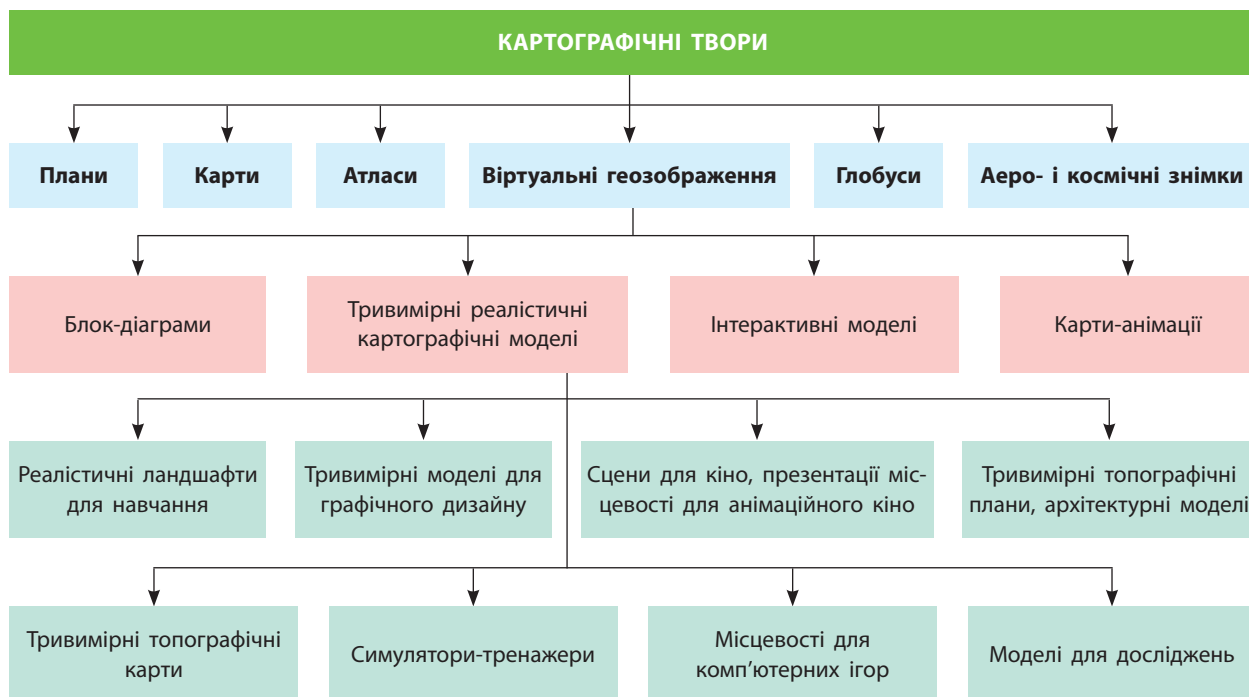 КАРТОГРАФІЧНІ ТВОРИ
Плани
Карти
Атласи
Віртуальні геозображення
Глобуси
Аеро- і космічні знімки
Блок-діаграми
Тривимірні реалістичні
картографічні моделі
Інтерактивні моделі
Карти-анімації
Реалістичні ландшафти
для навчання
Тривимірні моделі для
графічного дизайну
Сцени для кіно, презентації міс-
цевості для анімаційного кіно
Тривимірні топографічні
плани, архітектурні моделі
Тривимірні топографічні
карти
Симулятори-тренажери
Місцевості для
комп’ютерних ігор
Моделі для досліджень